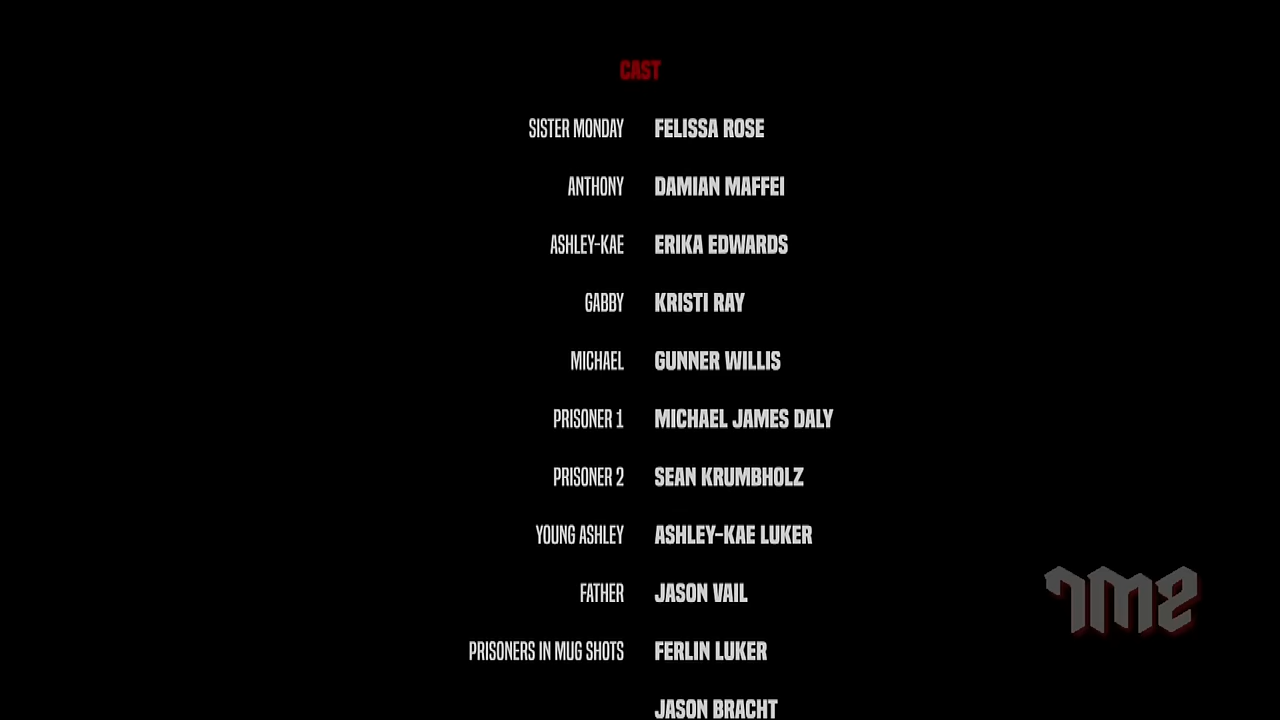 CAST
SISTER MONDAY FELISSA ROSE
ANTHONY DAMIAN MAFFEI
ASHLEY-KAE ERIKA EDWARDS
GABBY KRISTI RAY
MICHAEL GUNNER WILLIS
PRISONER 1 MICHAEL JAMES DALY
PRISONER 2 SEAN KRUMBHOLZ
YOUNG ASHLEY ASHLEY-KAE LUKER
FATHER JASON VAIL
PRISONERS IN MUG SHOTS FERLIN LUKER
JASON BRACHT